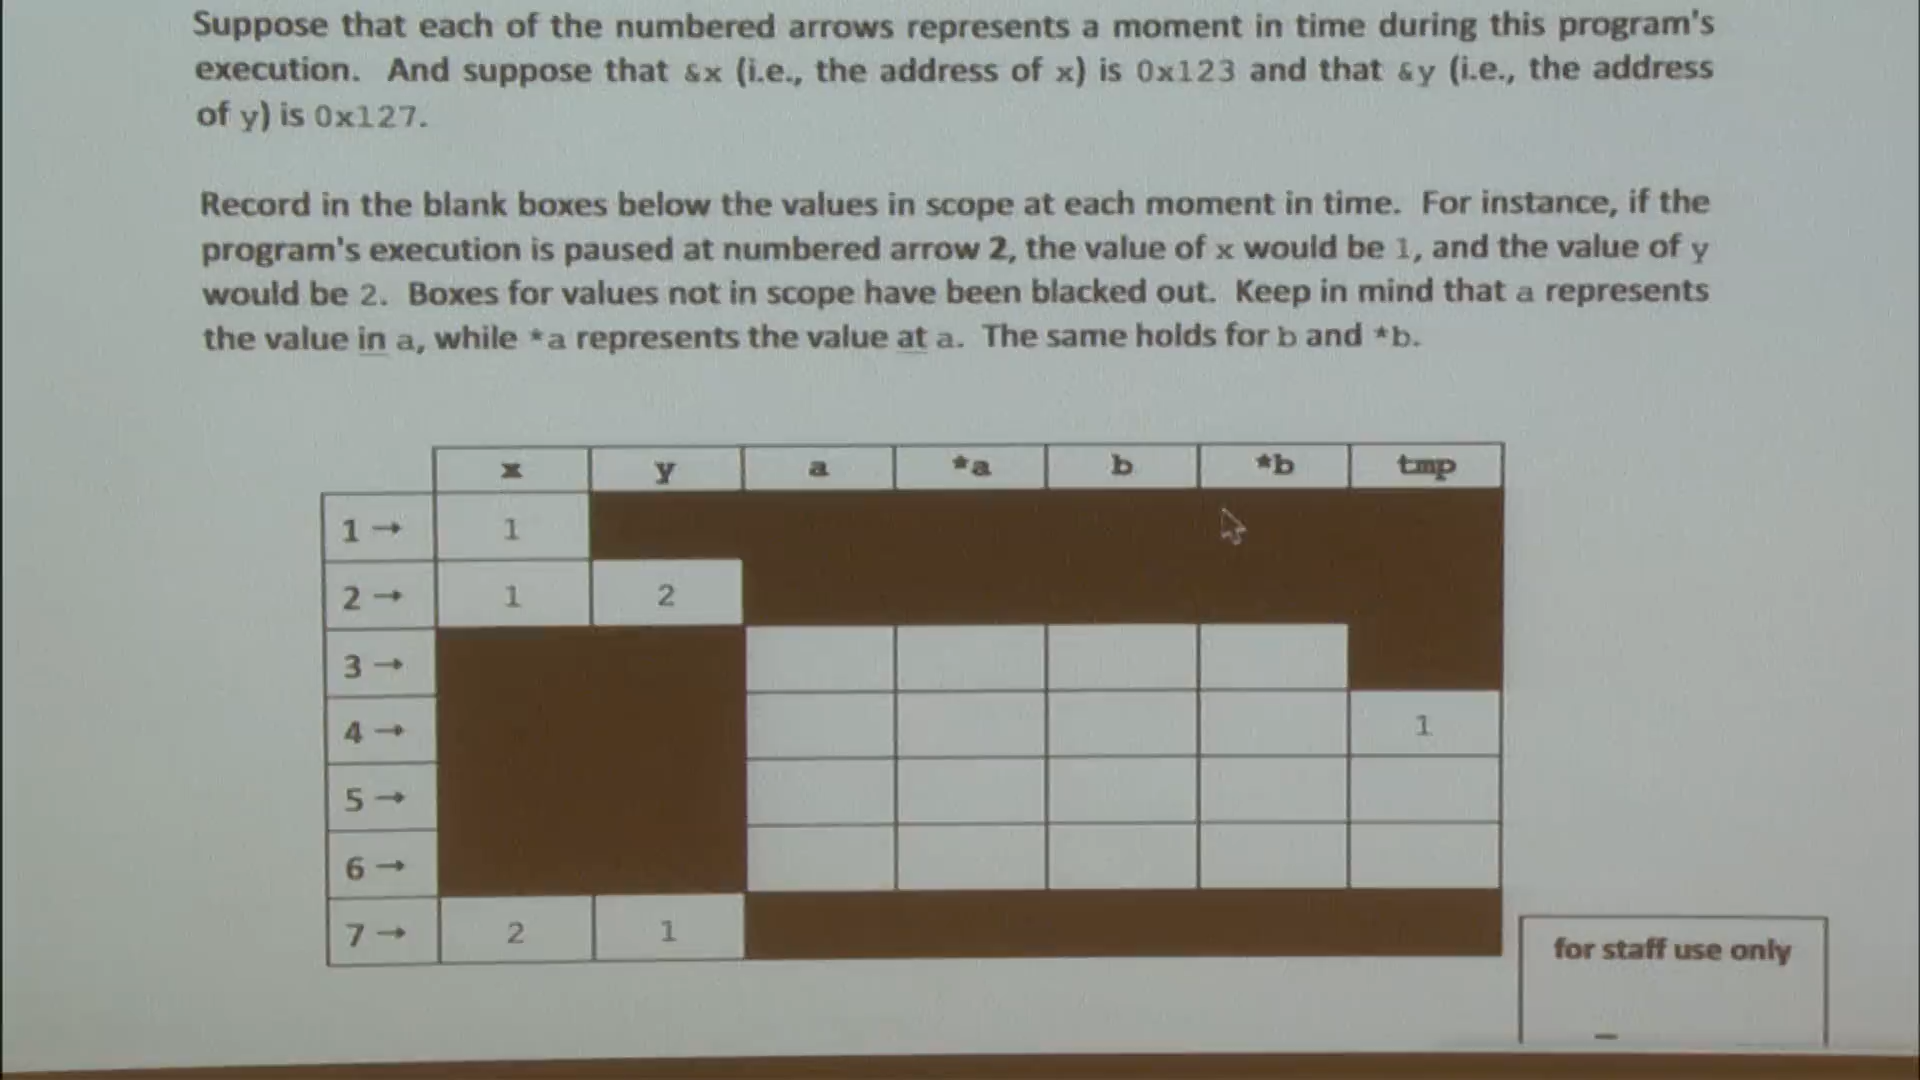 Suppose that each of the numbered arrows represents a moment in time during this program's
execution. And suppose that &x (i.e., the address of x) is 0x123 and that &y (i.e., the address
of y) is 0x127.
Record in the blank boxes below the values in scope at each moment in time. For instance, if the
program's execution is paused at numbered arrow 2, the value of x would be 1, and the value of y
would be 2. Boxes for values not in scope have been blacked out. Keep in mind that a represents
the value in a, while *a represents the value at a. The same holds for b and *b.
x y a *a b *b tmp
1 → 1
2 → 1 2
3 →
4 → 1
5 →
6 →
7 → 2 1
for staff use only